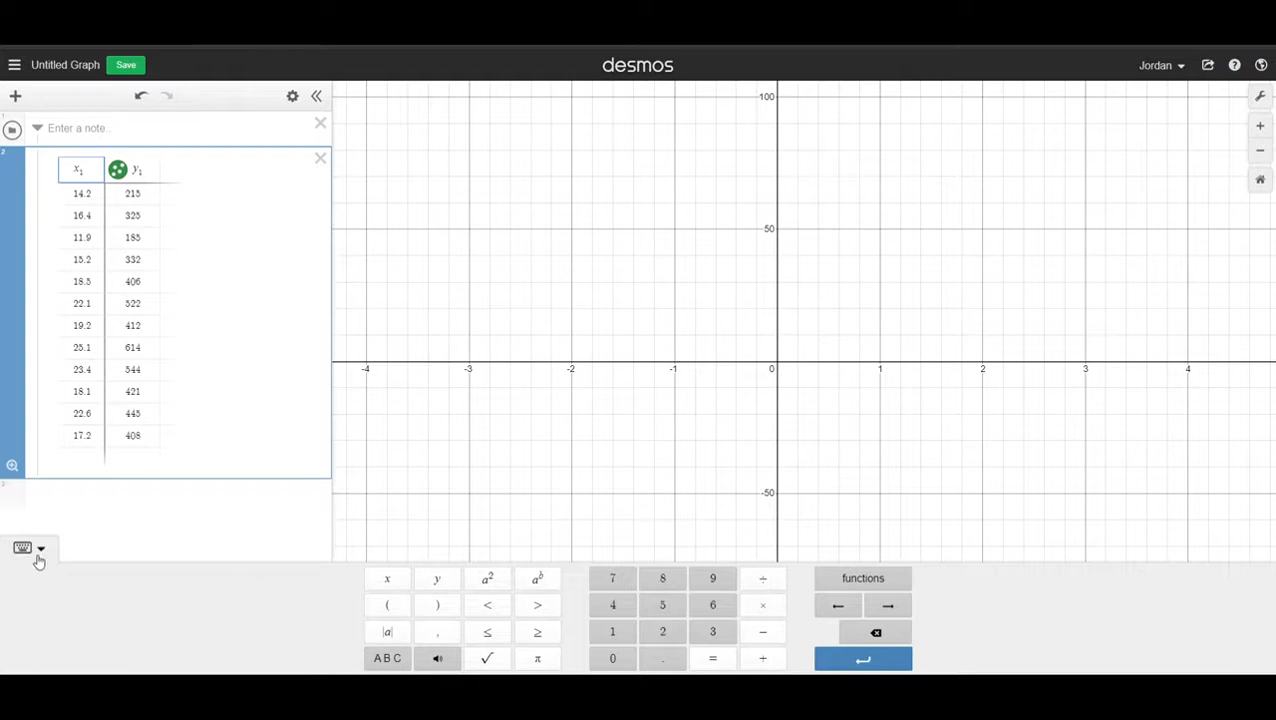 Untitled Graph Save desmos Jordan
1
Enter a note..
2
x₁ y₁
14.2 215
16.4 325
11.9 185
15.2 332
18.5 406
22.1 522
19.2 412
25.1 614
23.4 544
18.1 421
22.6 445
17.2 408
3
100
50
-4 -3 -2 -1 0 1 2 3 4
-50
x y a² aᵇ 7 8 9 ÷ functions
( ) < > 4 5 6 × ← →
|a| , ≤ ≥ 1 2 3 −
A B C √ π 0 . = +